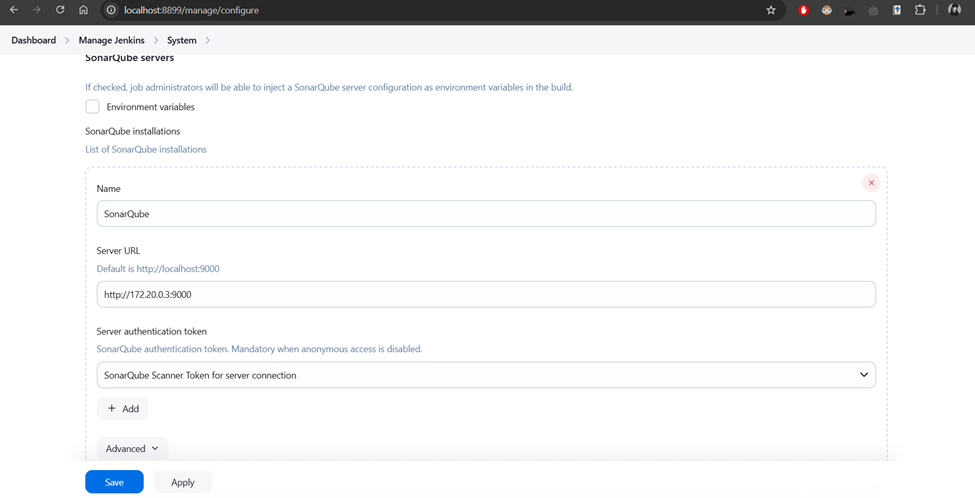 localhost:8899/manage/configure
Dashboard > Manage Jenkins > System >
SonarQube servers
If checked, job administrators will be able to inject a SonarQube server configuration as environment variables in the build.
Environment variables
SonarQube installations
List of SonarQube installations
Name
SonarQube
Server URL
Default is http://localhost:9000
http://172.20.0.3:9000
Server authentication token
SonarQube authentication token. Mandatory when anonymous access is disabled.
SonarQube Scanner Token for server connection
+ Add
Advanced
Save Apply